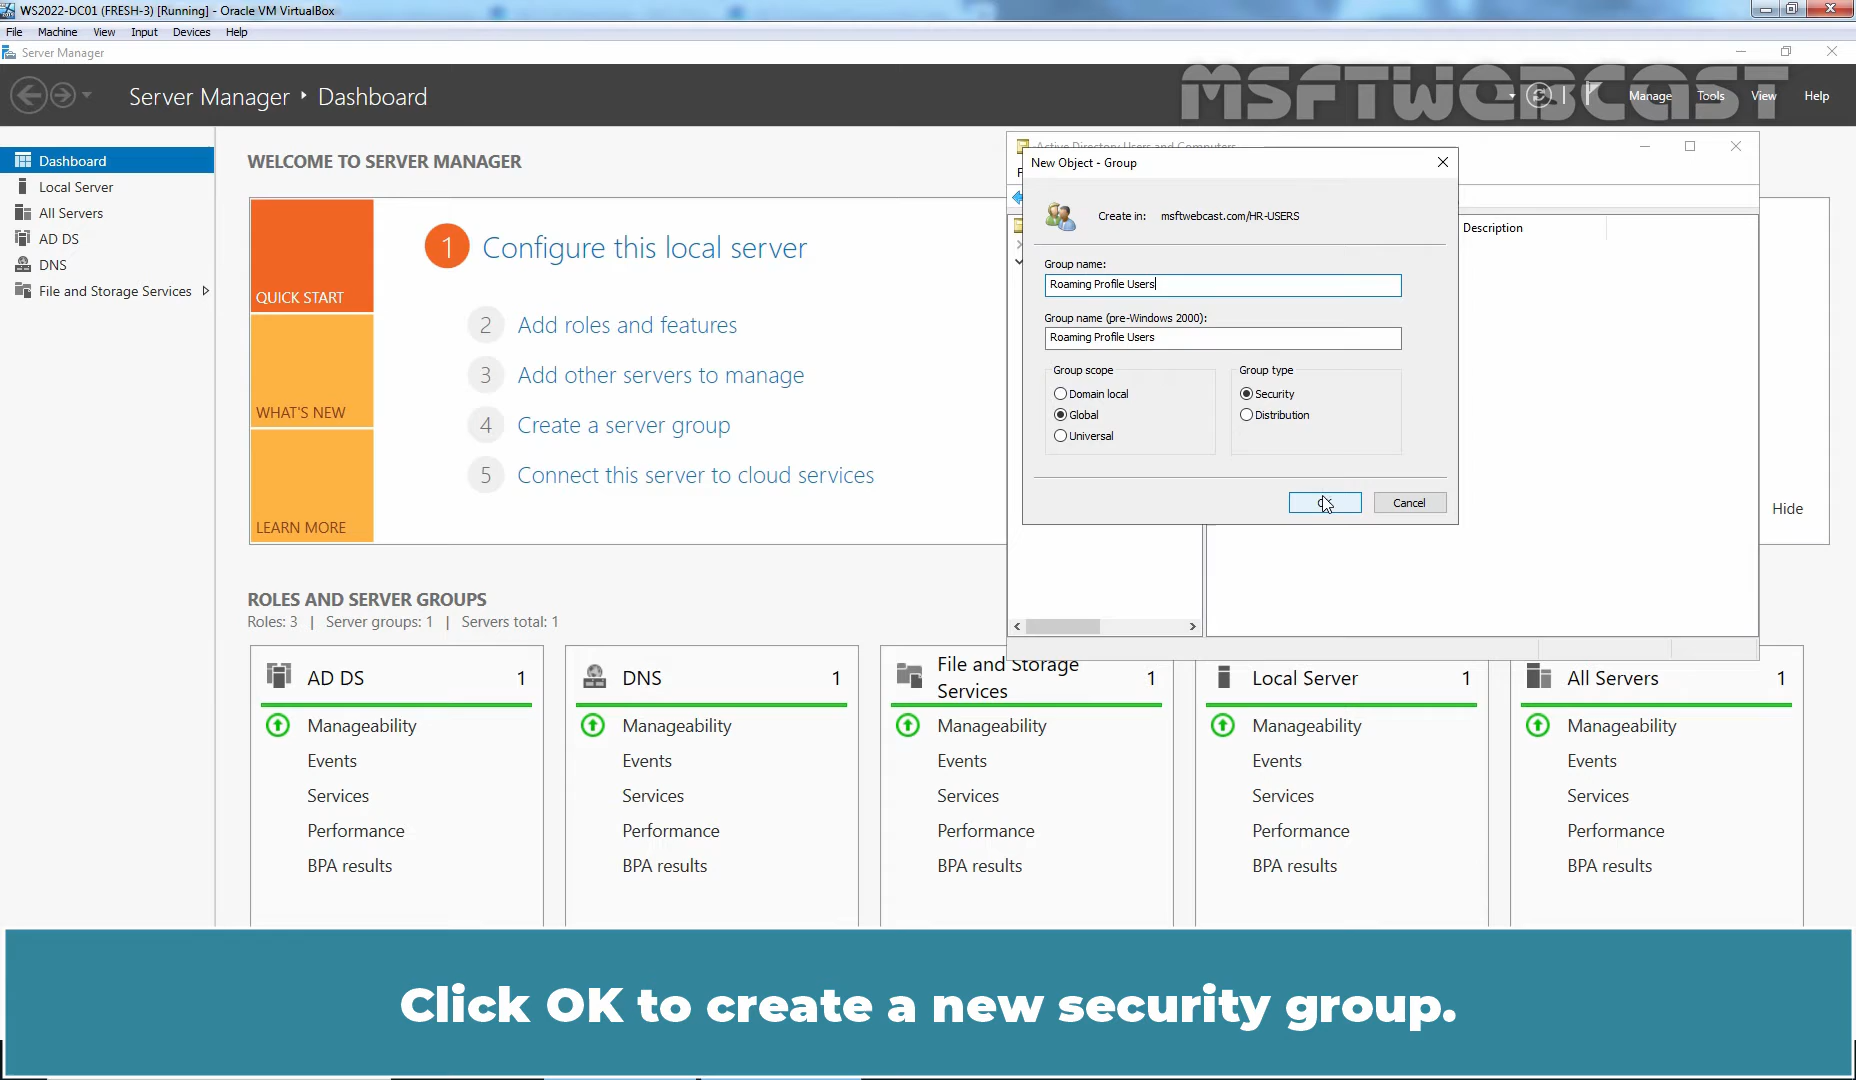 WS2022-DC01 (FRESH-3) [Running] - Oracle VM VirtualBox
File Machine View Input Devices Help
Server Manager
Server Manager ‣ Dashboard
MSFTWEBCAST
Manage Tools View Help
Dashboard
Local Server
All Servers
AD DS
DNS
File and Storage Services
WELCOME TO SERVER MANAGER
QUICK START
WHAT'S NEW
LEARN MORE
1 Configure this local server
2 Add roles and features
3 Add other servers to manage
4 Create a server group
5 Connect this server to cloud services
Hide
Active Directory Users and Computers
Description
New Object - Group
Create in: msftwebcast.com/HR-USERS
Group name:
Roaming Profile Users
Group name (pre-Windows 2000):
Roaming Profile Users
Group scope
Domain local
Global
Universal
Group type
Security
Distribution
Cancel
ROLES AND SERVER GROUPS
Roles: 3 | Server groups: 1 | Servers total: 1
AD DS 1
Manageability
Events
Services
Performance
BPA results
DNS 1
Manageability
Events
Services
Performance
BPA results
File and Storage
Services 1
Manageability
Events
Services
Performance
BPA results
Local Server 1
Manageability
Events
Services
Performance
BPA results
All Servers 1
Manageability
Events
Services
Performance
BPA results
Click OK to create a new security group.